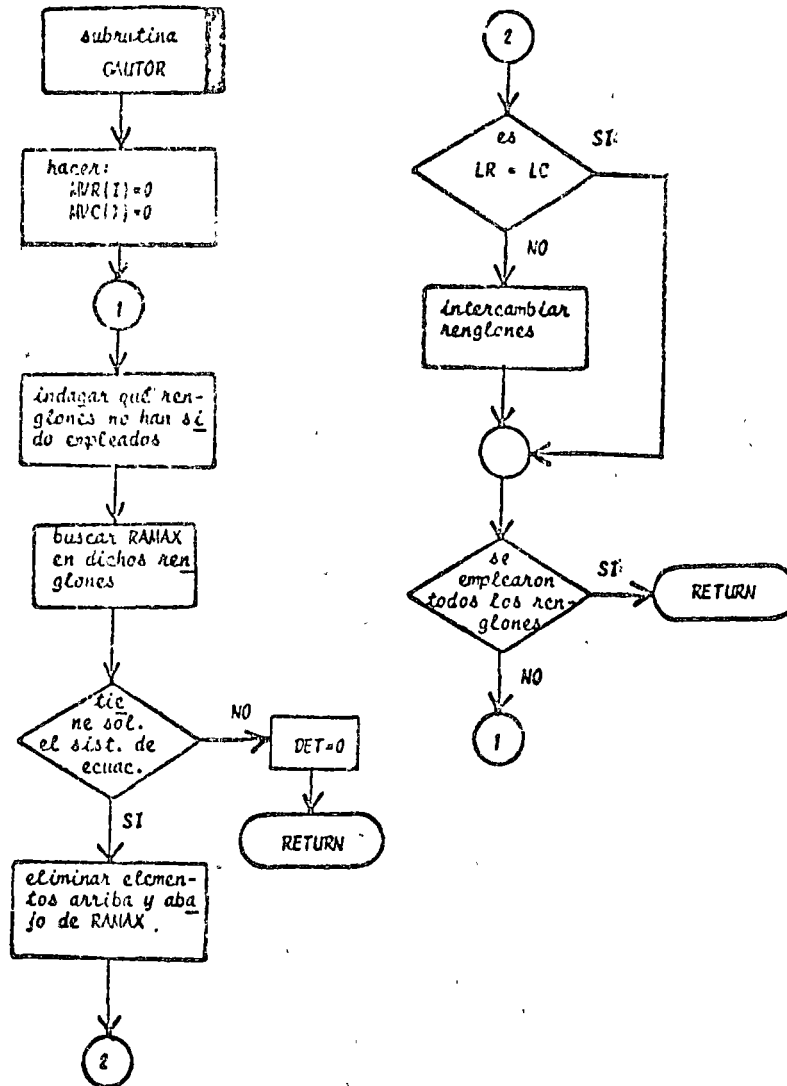 subrutina
GAUTOR
hacer:
NVR(I)=0
NVC(I)=0
1
indagar qué ren-
glones no han si
do empleados
buscar RAMAX
en dichos ren
glones
tie
ne sol.
el sist. de
ecuac.
NO
DET=0
RETURN
SI
eliminar elemen-
tos arriba y aba
jo de RAMAX.
2
2
es
LR = LC
SI
NO
intercambiar
renglones
se
emplearon
todos los ren-
glones
SI
RETURN
NO
1